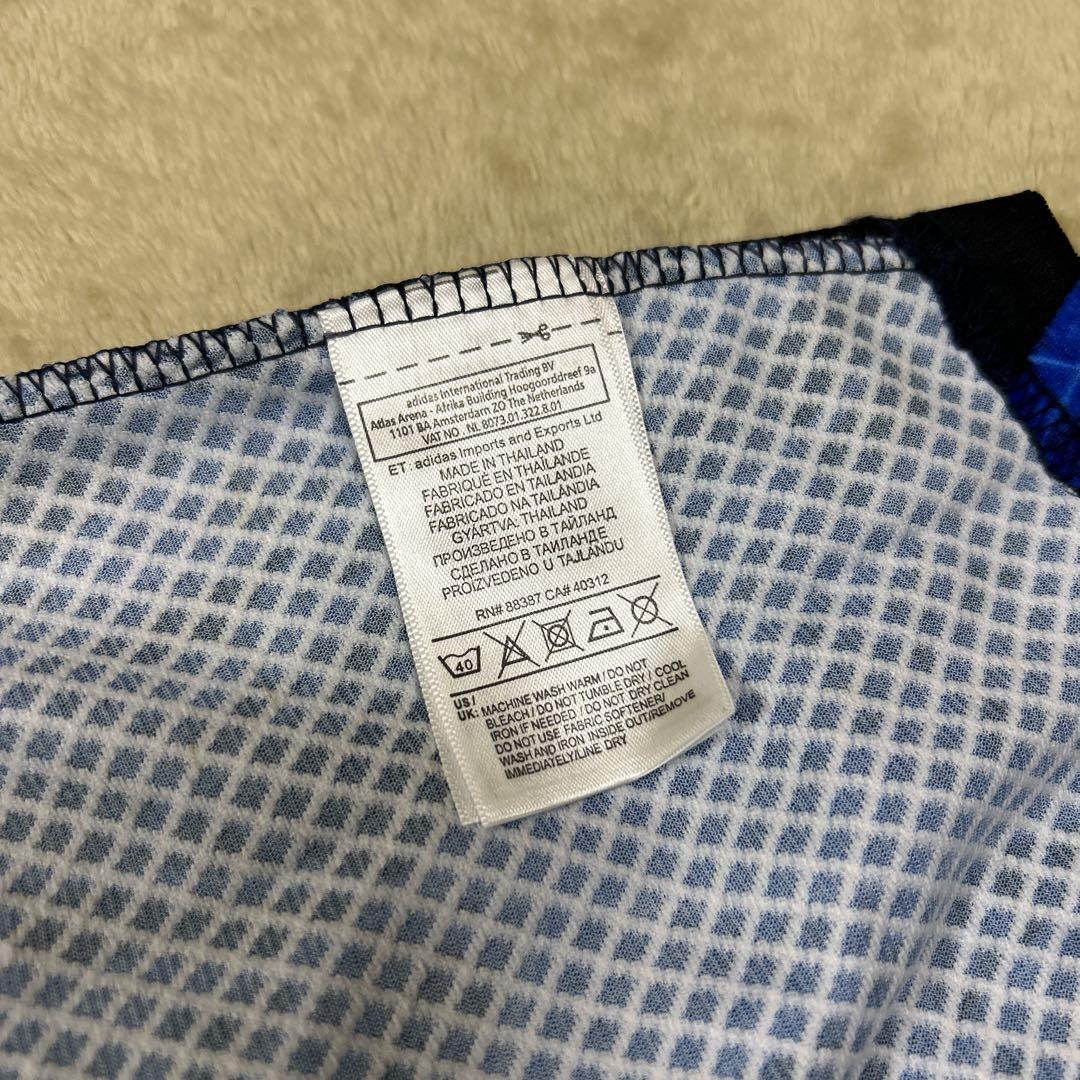 adidas International Trading BV
Atlas Arena - Afrika Building, Hoogoorddreef 9a
1101 BA Amsterdam ZO The Netherlands
VAT NO . NL 8073.01.322.8.01
ET : adidas Imports and Exports Ltd
MADE IN THAILAND
FABRIQUÉ EN THAÏLANDE
FABRICADO EN TAILANDIA
FABRICADO NA TAILÂNDIA
GYÁRTVA: THAIFÖLD
ПРОИЗВЕДЕНО В ТАЙЛАНД
СДЕЛАНО В ТАИЛАНДЕ
PROIZVEDENO U TAJLANDU
RN# 88387 CA# 40312
40
US/
UK: MACHINE WASH WARM / DO NOT
BLEACH / DO NOT TUMBLE DRY / COOL
IRON IF NEEDED / DO NOT DRY CLEAN
DO NOT USE FABRIC SOFTENER/
WASH AND IRON INSIDE OUT/REMOVE
IMMEDIATELY/LINE DRY